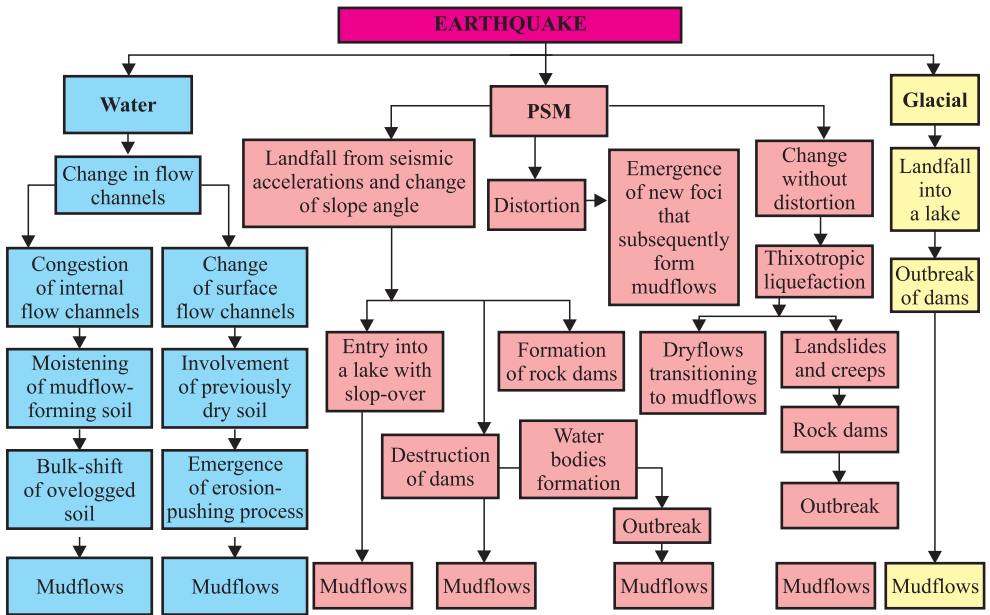 EARTHQUAKE
Water
PSM
Glacial
Change in flow
channels
Landfall from seismic
accelerations and change
of slope angle
Distortion
Emergence
of new foci
that
subsequently
form
mudflows
Change
without
distortion
Landfall
into
a lake
Congestion
of internal
flow channels
Change
of surface
flow channels
Thixotropic
liquefaction
Outbreak
of dams
Moistening
of mudflow-
forming soil
Involvement
of previously
dry soil
Entry into
a lake with
slop-over
Formation
of rock dams
Dryflows
transitioning
to mudflows
Landslides
and creeps
Bulk-shift
of ovelogged
soil
Emergence
of erosion-
pushing process
Destruction
of dams
Water
bodies
formation
Rock dams
Outbreak
Outbreak
Mudflows
Mudflows
Mudflows
Mudflows
Mudflows
Mudflows
Mudflows